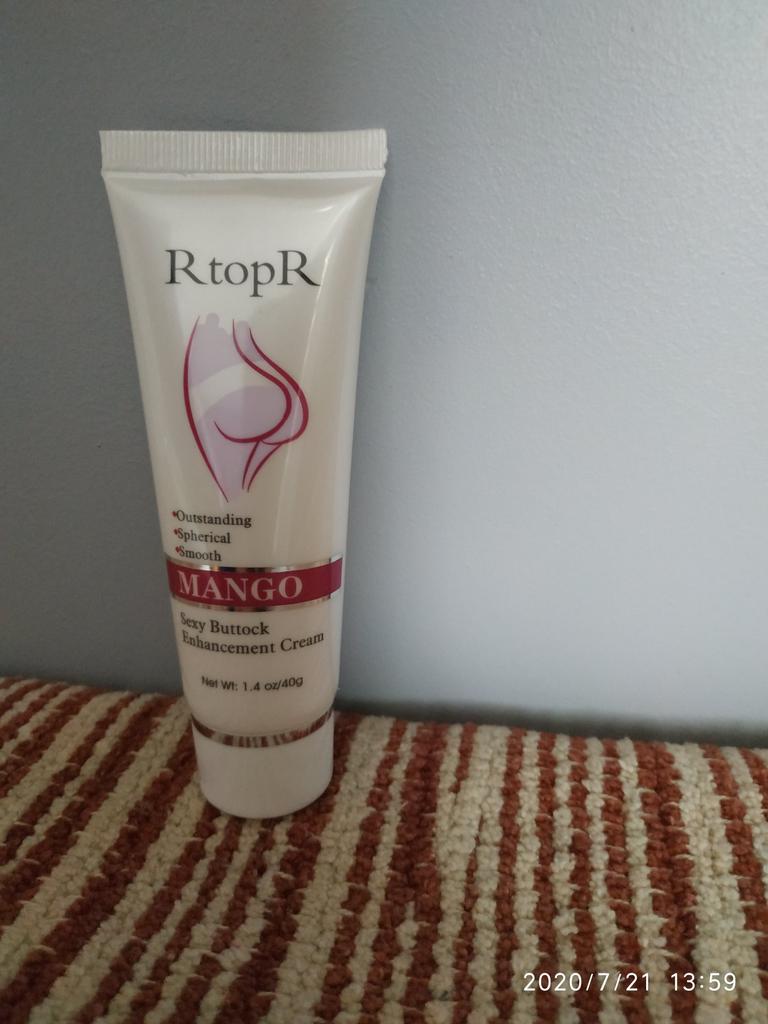 RtopR
•Outstanding
•Spherical
•Smooth
MANGO
Sexy Buttock
Enhancement Cream
Net Wt: 1.4 oz/40g
2020/7/21 13:59